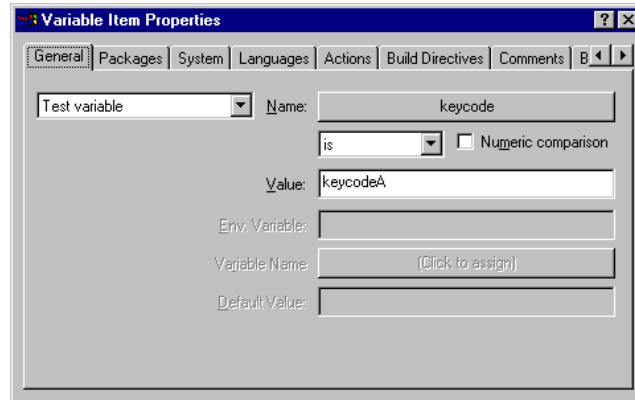 Variable Item Properties
General Packages System Languages Actions Build Directives Comments B
Test variable Name: keycode
is Numeric comparison
Value: keycodeA
Env. Variable:
Variable Name (Click to assign)
Default Value: